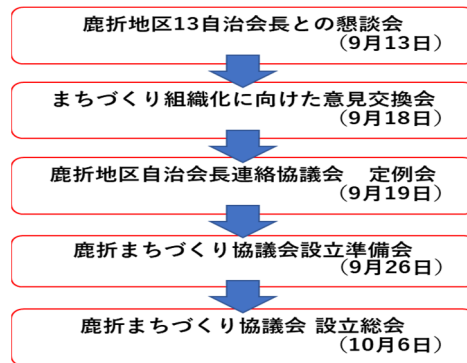 鹿折地区13自治会長との懇談会
（9月13日）
まちづくり組織化に向けた意見交換会
（9月18日）
鹿折地区自治会長連絡協議会　定例会
（9月19日）
鹿折まちづくり協議会設立準備会
（9月26日）
鹿折まちづくり協議会 設立総会
（10月6日）